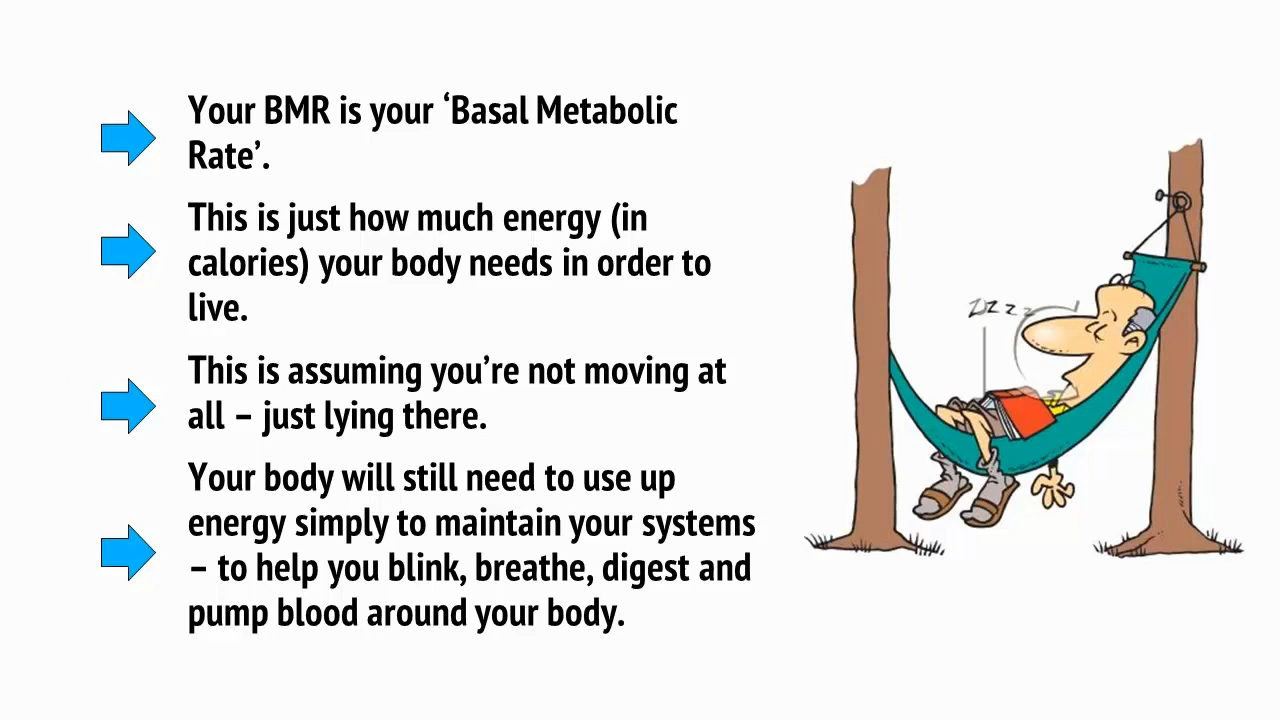 Your BMR is your ‘Basal Metabolic
Rate’.
This is just how much energy (in
calories) your body needs in order to
live.
This is assuming you’re not moving at
all – just lying there.
Your body will still need to use up
energy simply to maintain your systems
– to help you blink, breathe, digest and
pump blood around your body.
zzzz